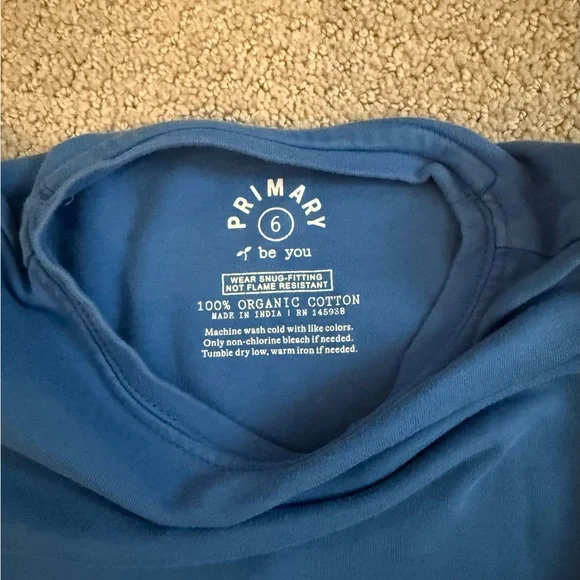 PRIMARY
6
be you
WEAR SNUG-FITTING
NOT FLAME RESISTANT
100% ORGANIC COTTON
MADE IN INDIA | RN 145938
Machine wash cold with like colors.
Only non-chlorine bleach if needed.
Tumble dry low, warm iron if needed.